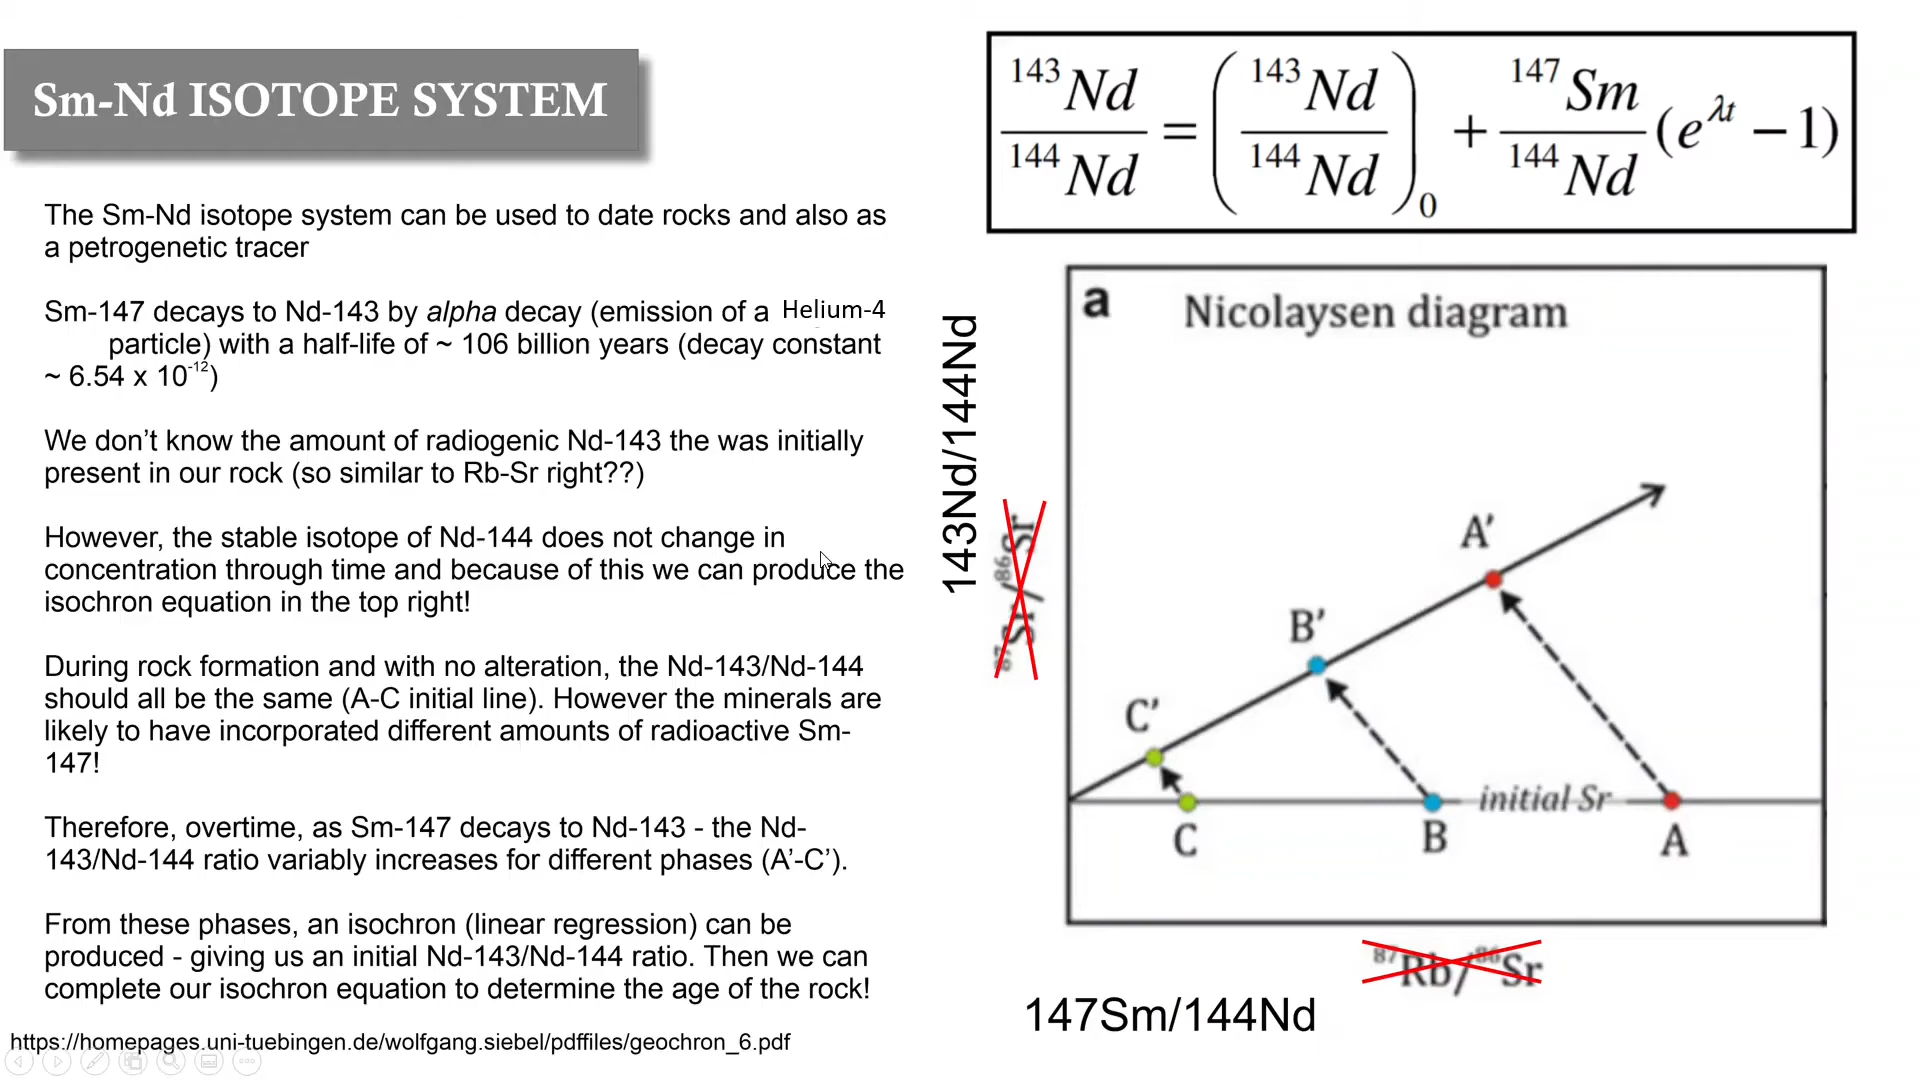 Sm-Nd ISOTOPE SYSTEM
The Sm-Nd isotope system can be used to date rocks and also as
a petrogenetic tracer
Sm-147 decays to Nd-143 by alpha decay (emission of a Helium-4
particle) with a half-life of ~ 106 billion years (decay constant
~ 6.54 x 10⁻¹²)
We don’t know the amount of radiogenic Nd-143 the was initially
present in our rock (so similar to Rb-Sr right??)
However, the stable isotope of Nd-144 does not change in
concentration through time and because of this we can produce the
isochron equation in the top right!
During rock formation and with no alteration, the Nd-143/Nd-144
should all be the same (A-C initial line). However the minerals are
likely to have incorporated different amounts of radioactive Sm-
147!
Therefore, overtime, as Sm-147 decays to Nd-143 - the Nd-
143/Nd-144 ratio variably increases for different phases (A’-C’).
From these phases, an isochron (linear regression) can be
produced - giving us an initial Nd-143/Nd-144 ratio. Then we can
complete our isochron equation to determine the age of the rock!
https://homepages.uni-tuebingen.de/wolfgang.siebel/pdffiles/geochron_6.pdf
¹⁴³Nd/¹⁴⁴Nd = (¹⁴³Nd/¹⁴⁴Nd)₀ + ¹⁴⁷Sm/¹⁴⁴Nd (e^λt − 1)
a Nicolaysen diagram
143Nd/144Nd
⁸⁷Sr/⁸⁶Sr
A’
B’
C’
initial Sr
C
B
A
⁸⁷Rb/⁸⁶Sr
147Sm/144Nd